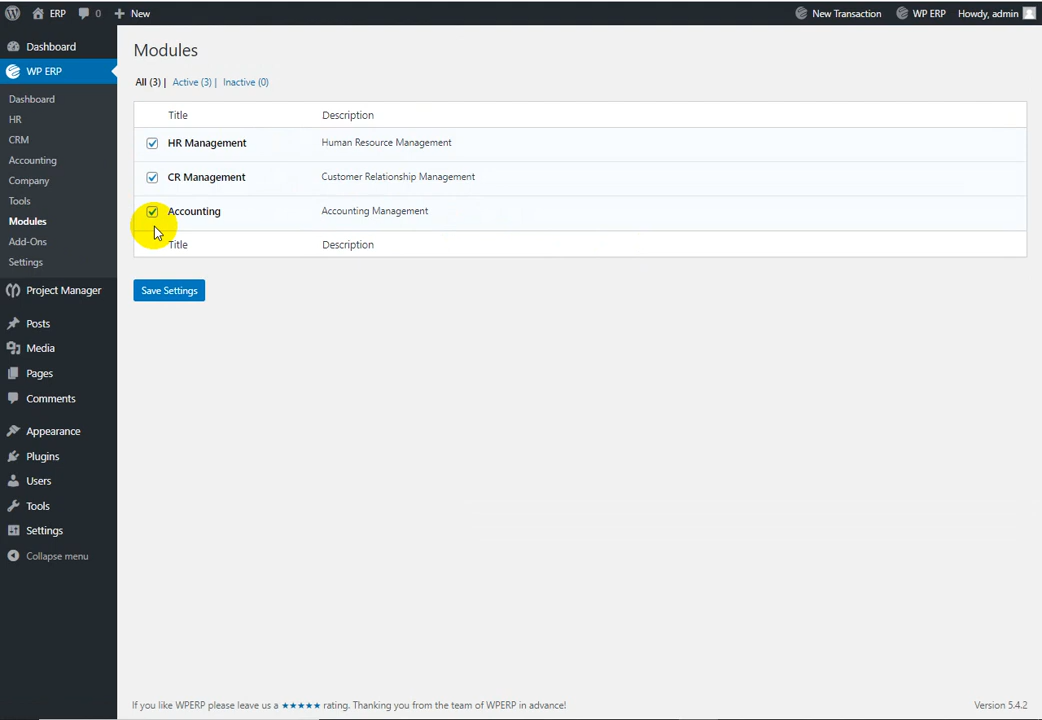 ERP 0 New New Transaction WP ERP Howdy, admin
Dashboard
WP ERP
Dashboard
HR
CRM
Accounting
Company
Tools
Modules
Add-Ons
Settings
Project Manager
Posts
Media
Pages
Comments
Appearance
Plugins
Users
Tools
Settings
Collapse menu
Modules
All (3) | Active (3) | Inactive (0)
Title Description
HR Management Human Resource Management
CR Management Customer Relationship Management
Accounting Accounting Management
Title Description
Save Settings
If you like WPERP please leave us a ★★★★★ rating. Thanking you from the team of WPERP in advance! Version 5.4.2